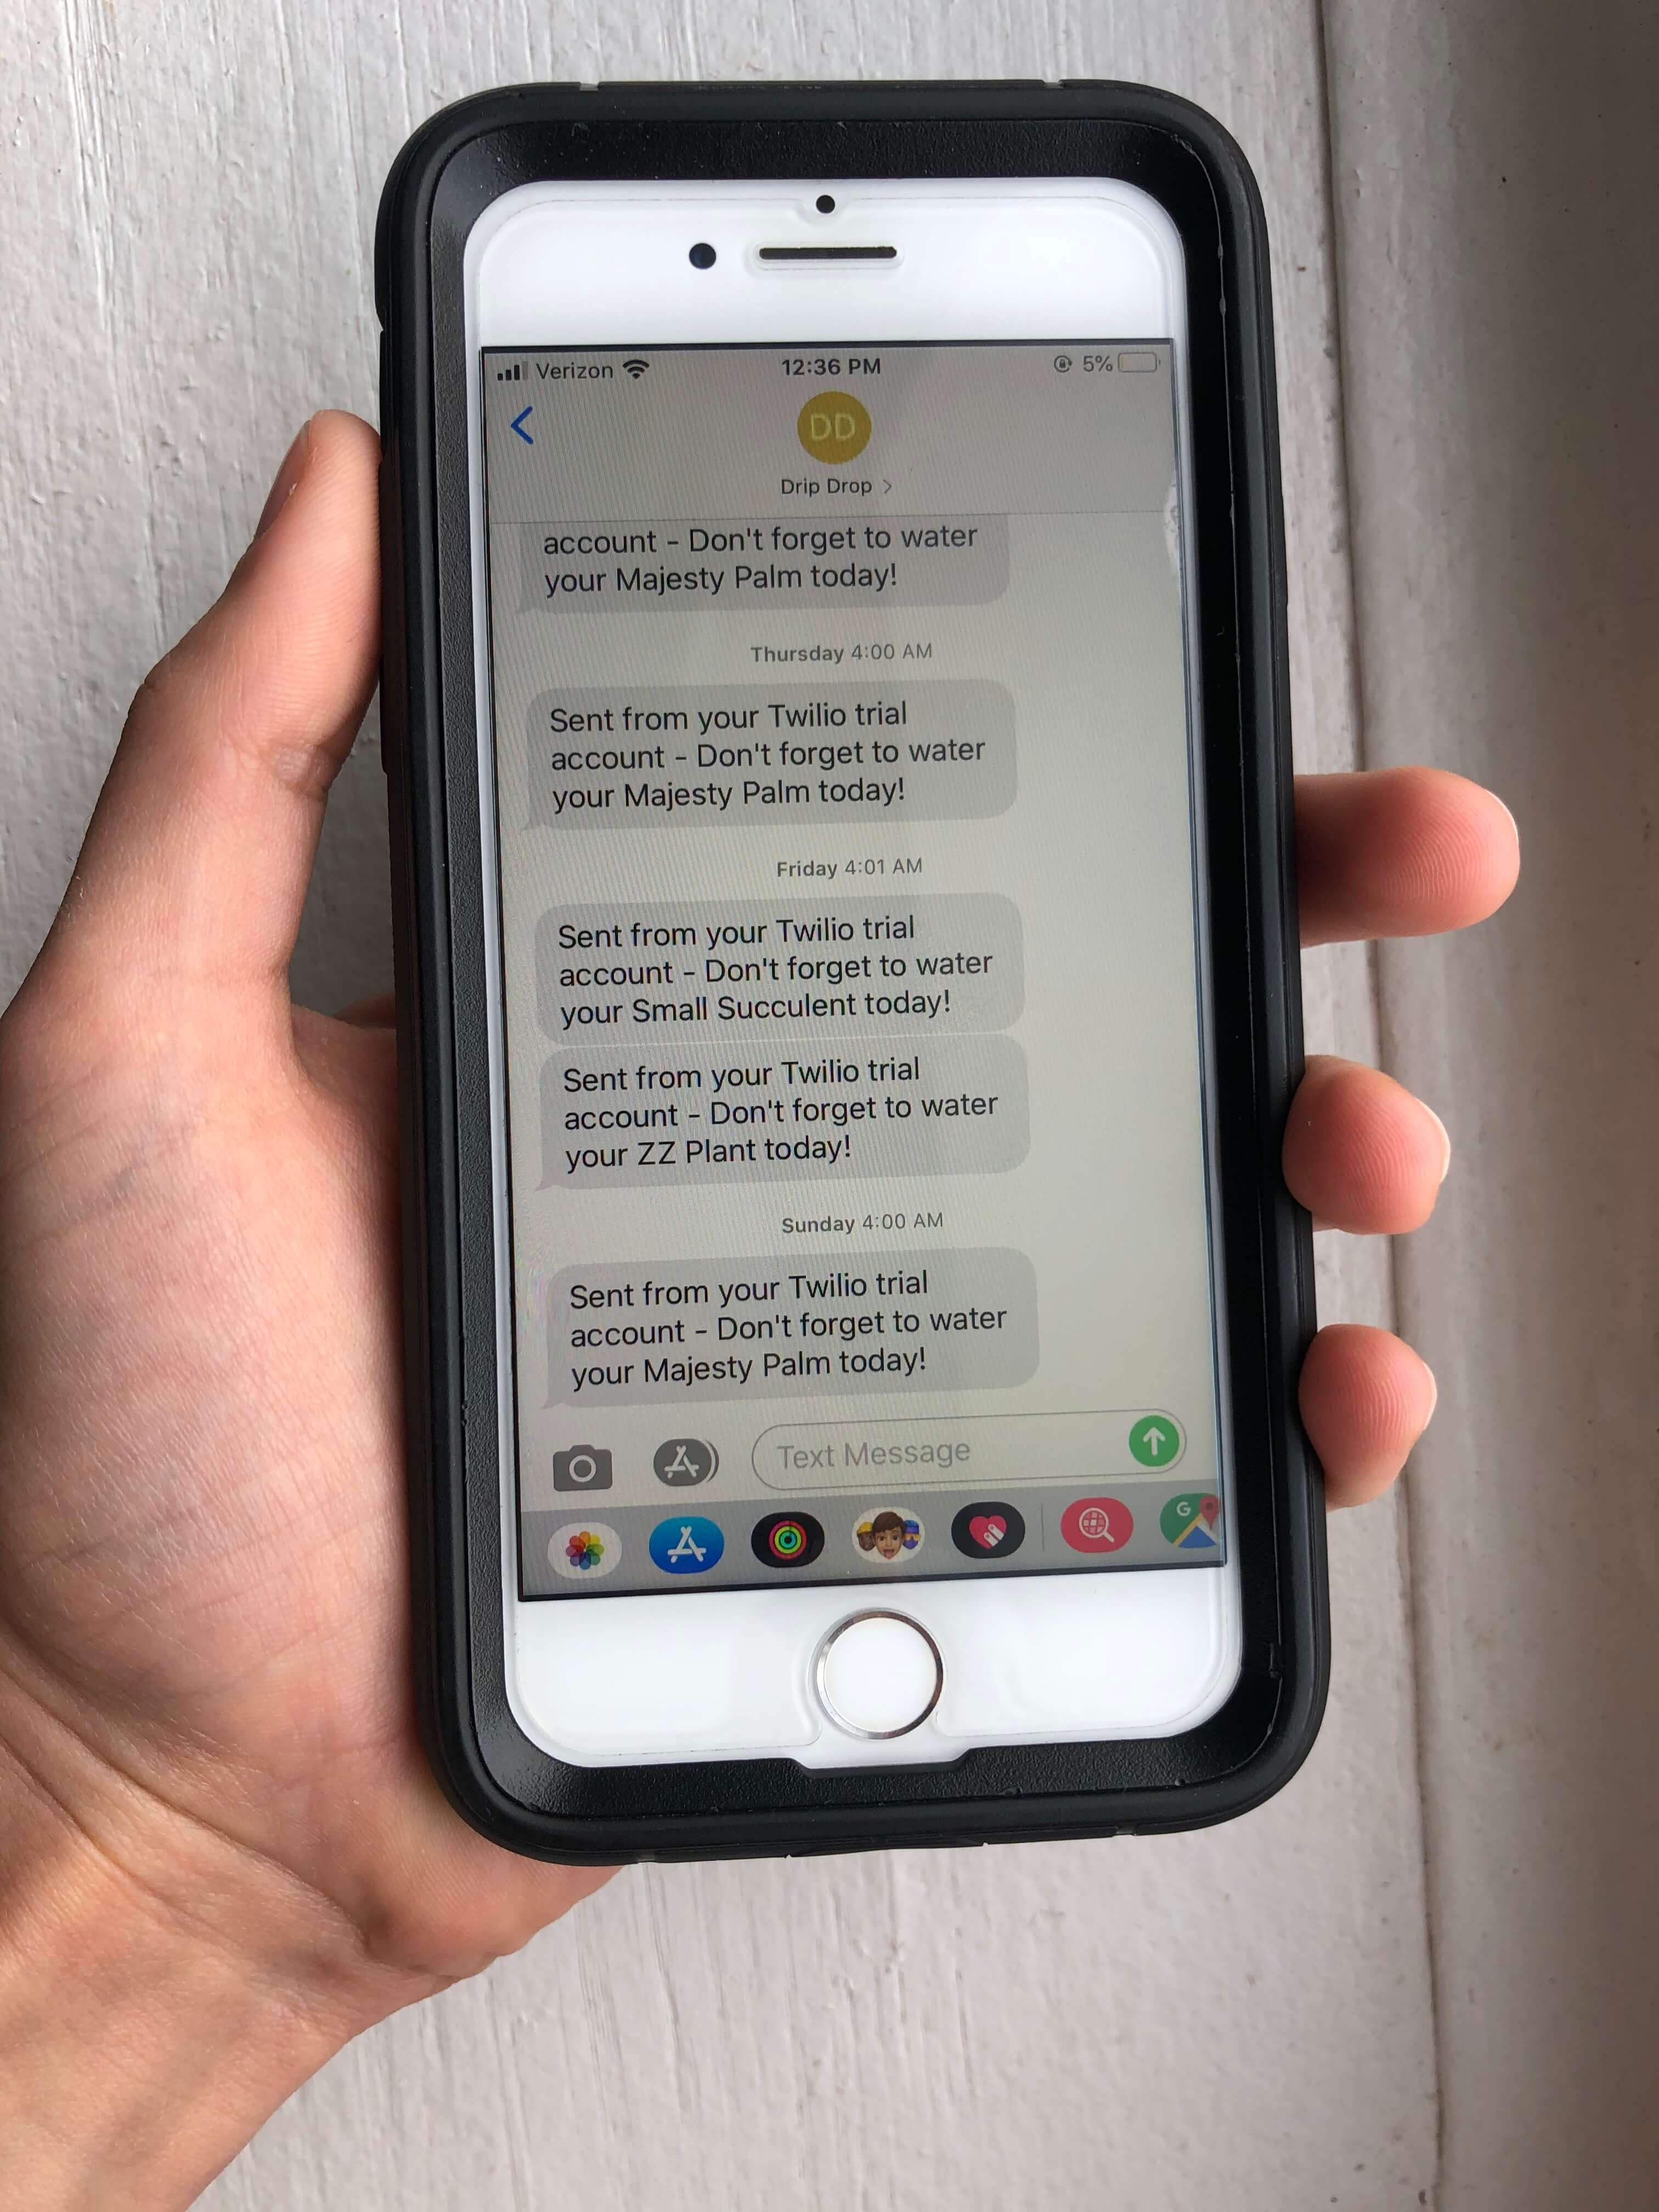 Verizon 12:36 PM 5%
DD
Drip Drop >
account - Don't forget to water
your Majesty Palm today!
Thursday 4:00 AM
Sent from your Twilio trial
account - Don't forget to water
your Majesty Palm today!
Friday 4:01 AM
Sent from your Twilio trial
account - Don't forget to water
your Small Succulent today!
Sent from your Twilio trial
account - Don't forget to water
your ZZ Plant today!
Sunday 4:00 AM
Sent from your Twilio trial
account - Don't forget to water
your Majesty Palm today!
Text Message
G